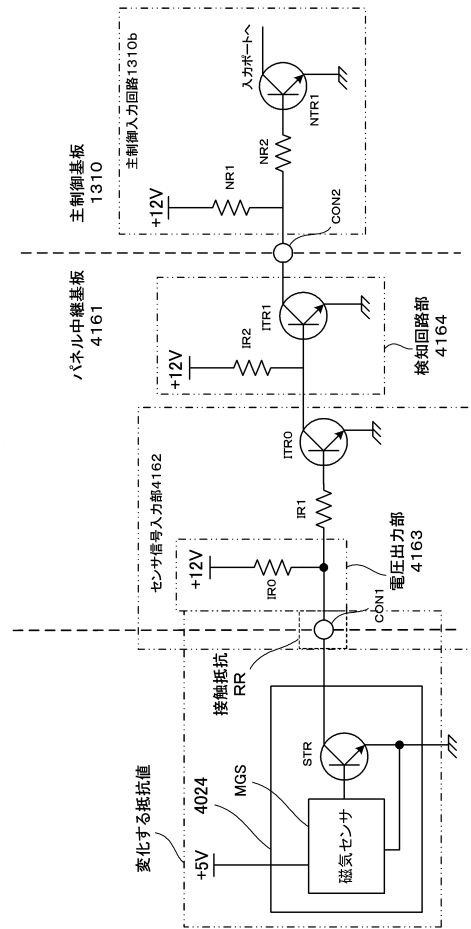 主制御基板
1310
主制御入力回路1310b
+12V
NR1
NR2
NTR1
入力ポートへ
CON2
パネル中継基板
4161
+12V
IR2
ITR1
検知回路部
4164
センサ信号入力部4162
ITR0
IR1
+12V
IR0
電圧出力部
4163
CON1
接触抵抗
RR
変化する抵抗値
+5V
4024
MGS
STR
磁気センサ